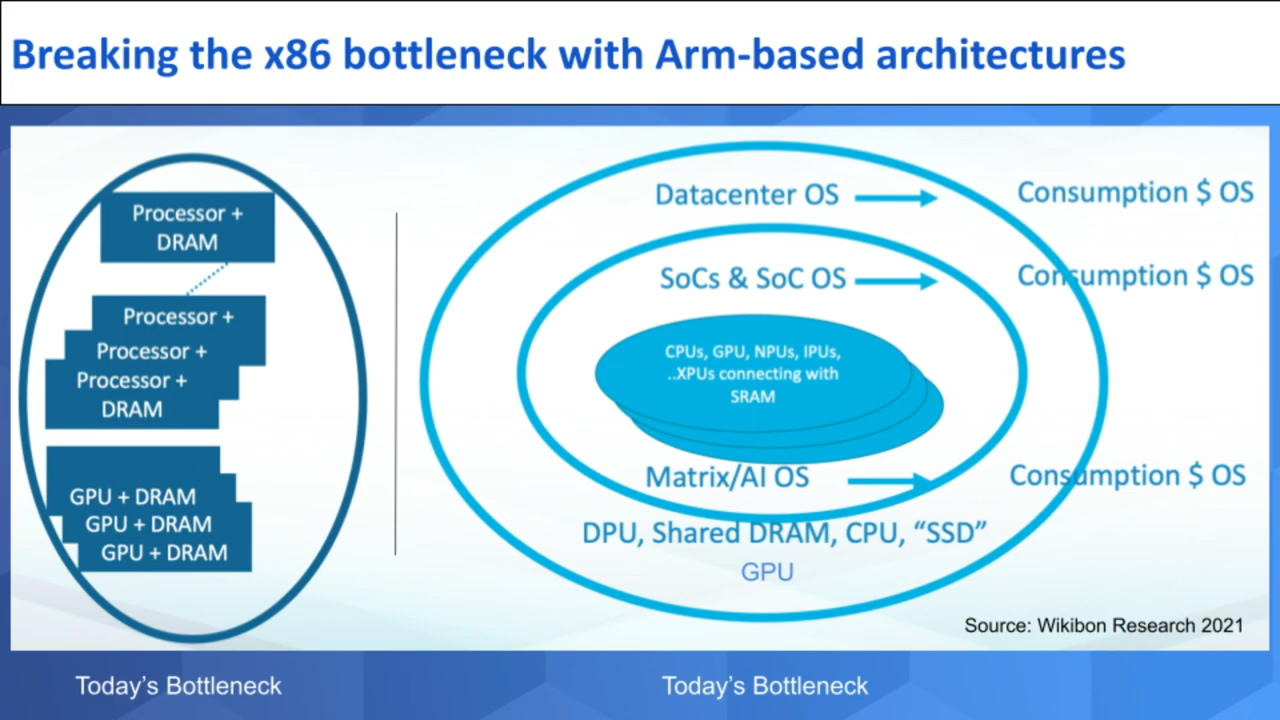 Breaking the x86 bottleneck with Arm-based architectures
Processor +
DRAM
Processor +
Processor +
Processor +
DRAM
GPU + DRAM
GPU + DRAM
GPU + DRAM
Datacenter OS
Consumption $ OS
SoCs & SoC OS
Consumption $ OS
CPUs, GPU, NPUs, IPUs,
..XPUs connecting with
SRAM
Matrix/AI OS
Consumption $ OS
DPU, Shared DRAM, CPU, “SSD”
GPU
Source: Wikibon Research 2021
Today’s Bottleneck
Today’s Bottleneck